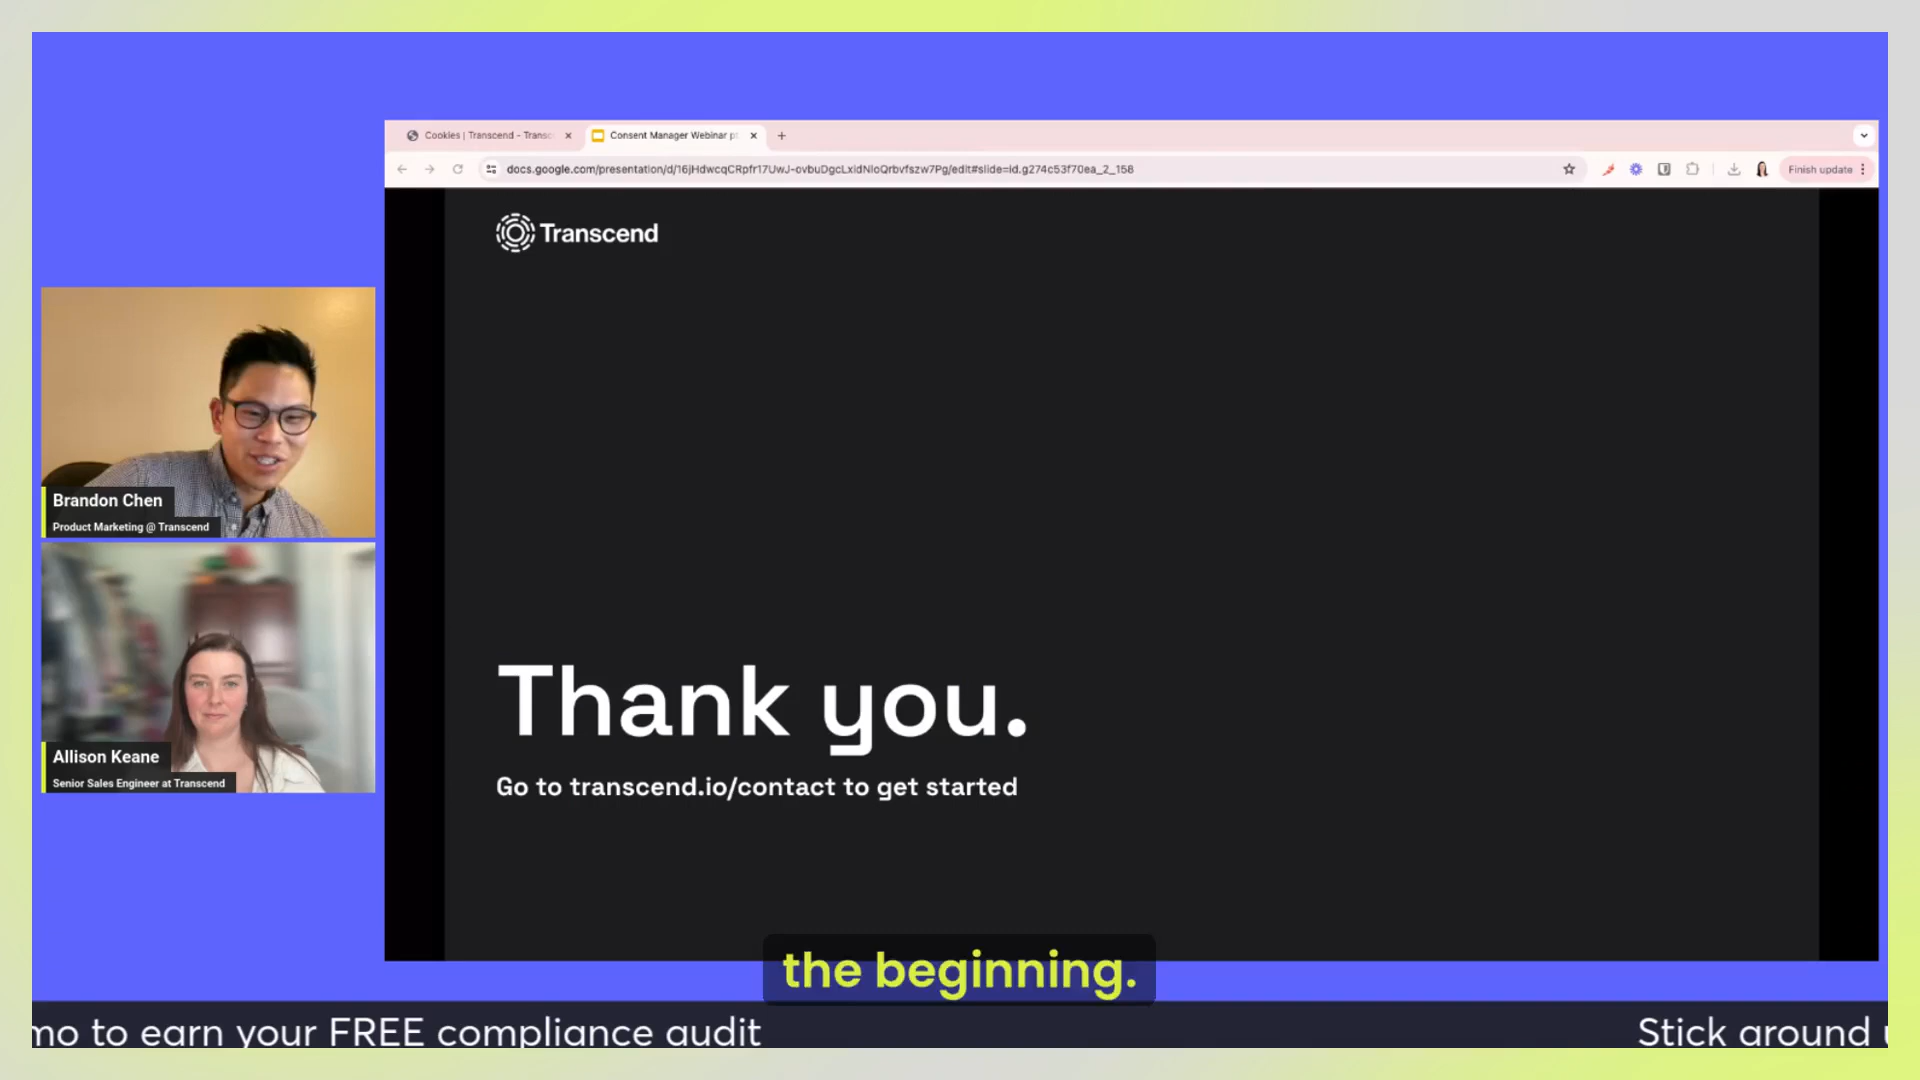 Cookies | Transcend - Transc
Consent Manager Webinar pt
docs.google.com/presentation/d/16jHdwcqCRpfr17UwJ-ovbuDgcLxidNloQrbvfszw7Pg/edit#slide=id.g274c53f70ea_2_158
Finish update
Transcend
Brandon Chen
Product Marketing @ Transcend
Allison Keane
Senior Sales Engineer at Transcend
Thank you.
Go to transcend.io/contact to get started
the beginning.
mo to earn your FREE compliance audit
Stick around